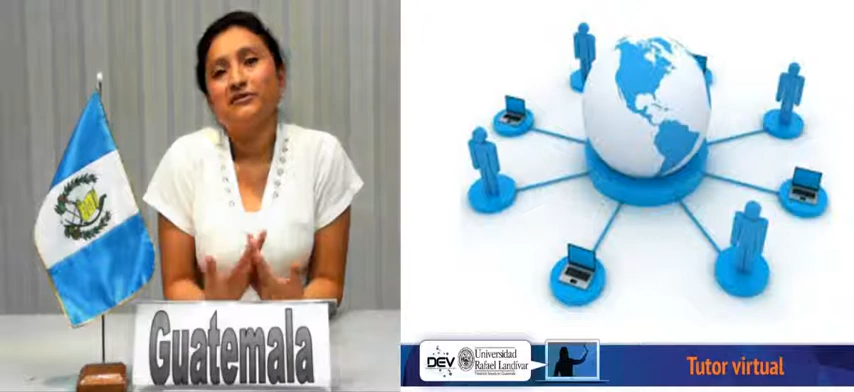 Guatemala
DEV
Universidad
Rafael Landívar
Tutor virtual